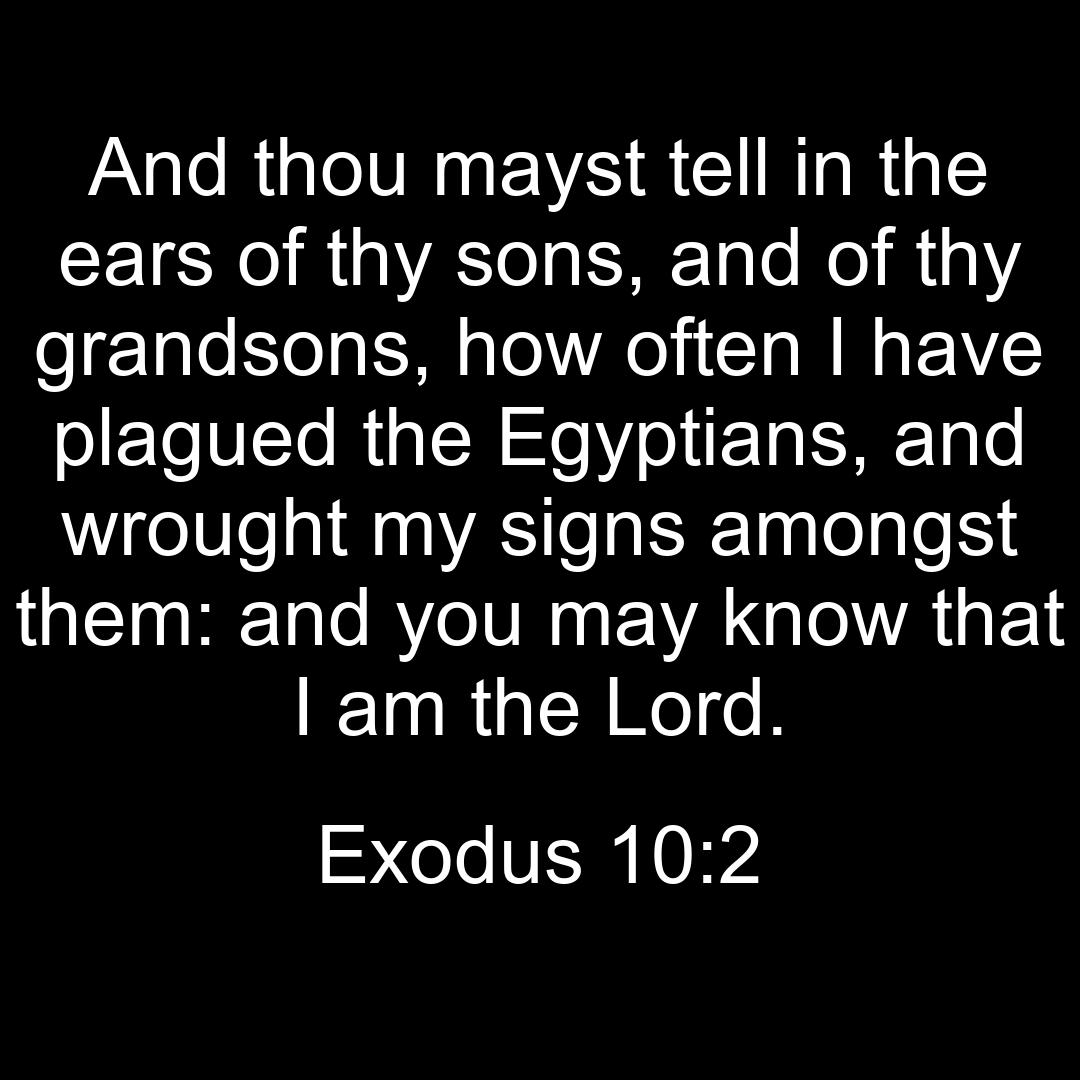 And thou mayst tell in the
ears of thy sons, and of thy
grandsons, how often I have
plagued the Egyptians, and
wrought my signs amongst
them: and you may know that
I am the Lord.
Exodus 10:2